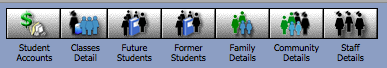 Student Classes Future Former Family Community Staff
Accounts Detail Students Students Details Details Details